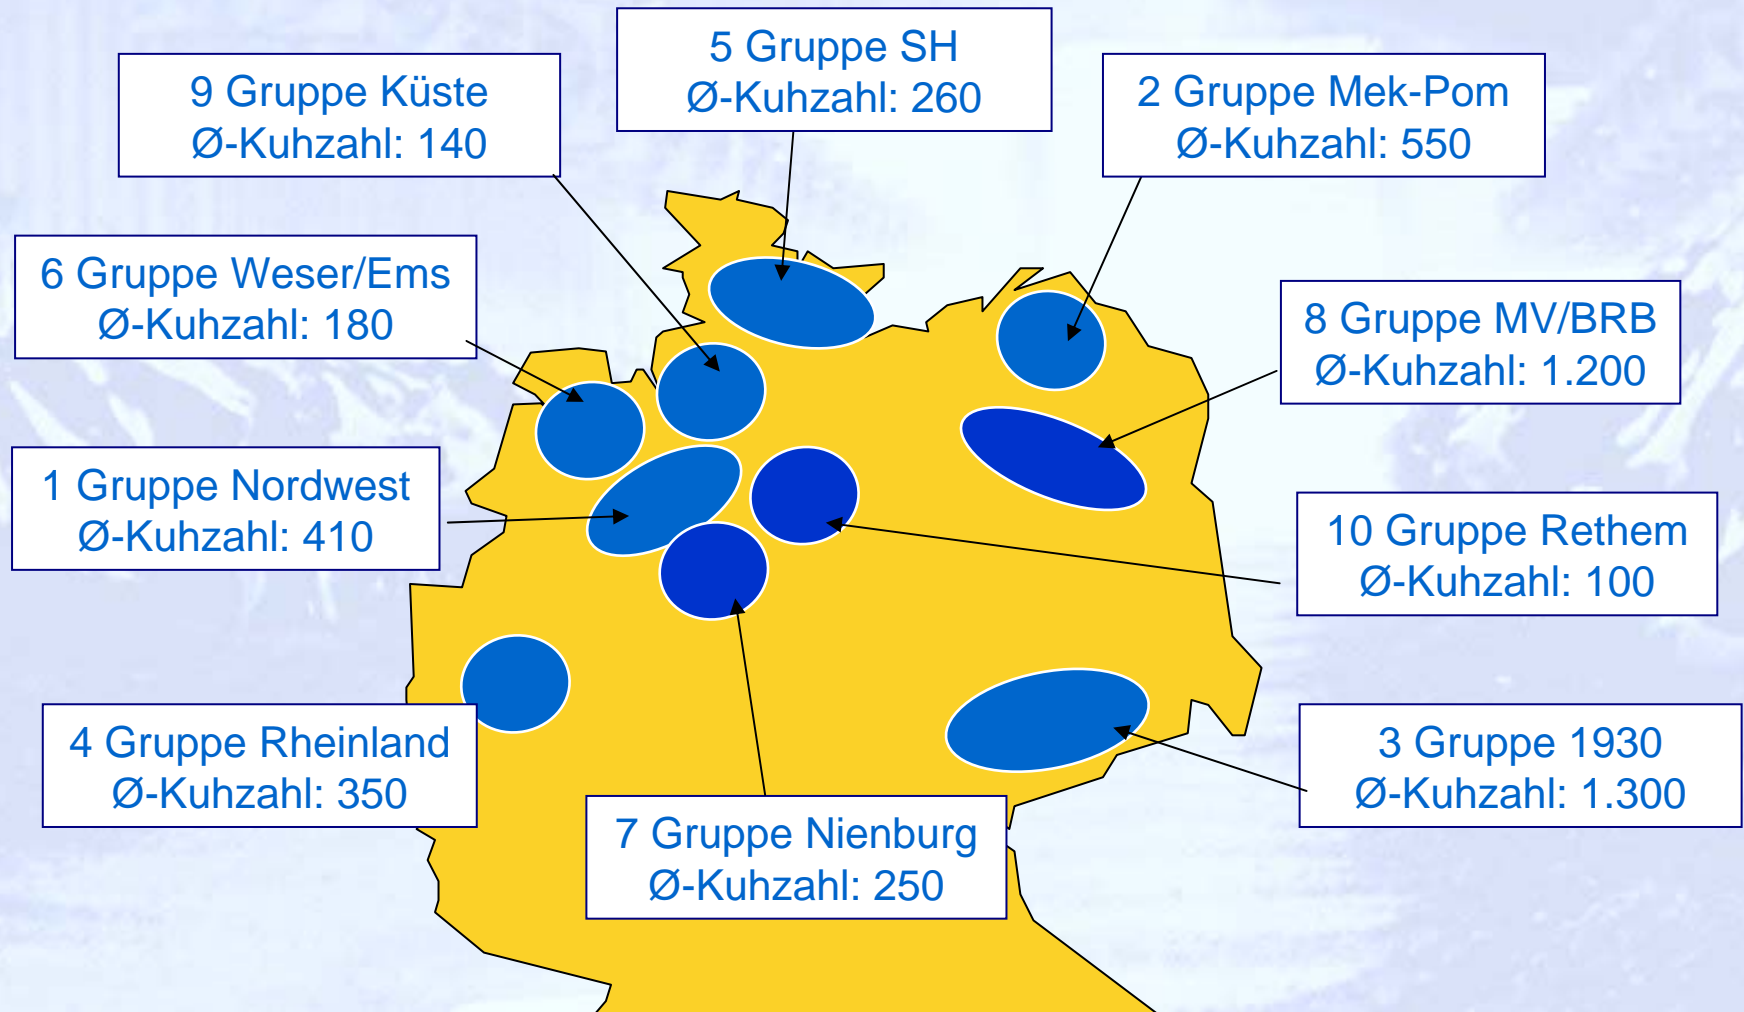 5 Gruppe SH
Ø-Kuhzahl: 260
9 Gruppe Küste
Ø-Kuhzahl: 140
2 Gruppe Mek-Pom
Ø-Kuhzahl: 550
6 Gruppe Weser/Ems
Ø-Kuhzahl: 180
8 Gruppe MV/BRB
Ø-Kuhzahl: 1.200
1 Gruppe Nordwest
Ø-Kuhzahl: 410
10 Gruppe Rethem
Ø-Kuhzahl: 100
4 Gruppe Rheinland
Ø-Kuhzahl: 350
3 Gruppe 1930
Ø-Kuhzahl: 1.300
7 Gruppe Nienburg
Ø-Kuhzahl: 250